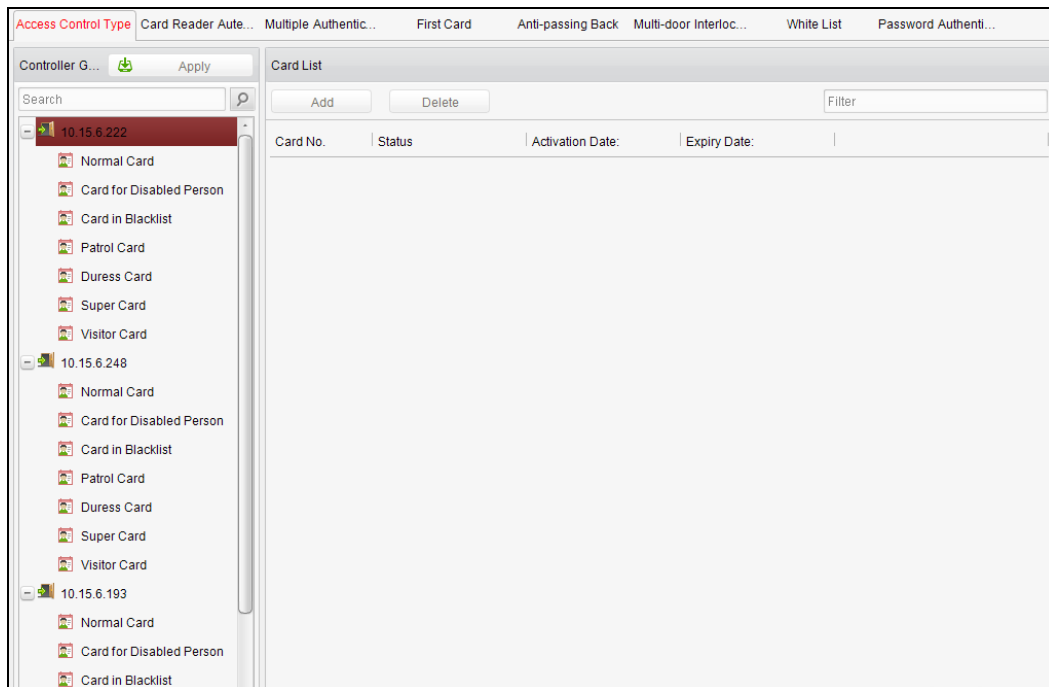 Access Control Type Card Reader Aute... Multiple Authentic... First Card Anti-passing Back Multi-door Interloc... White List Password Authenti...
Controller G... Apply
Search
10.15.6.222
Normal Card
Card for Disabled Person
Card in Blacklist
Patrol Card
Duress Card
Super Card
Visitor Card
10.15.6.248
Normal Card
Card for Disabled Person
Card in Blacklist
Patrol Card
Duress Card
Super Card
Visitor Card
10.15.6.193
Normal Card
Card for Disabled Person
Card in Blacklist
Card List
Add Delete Filter
Card No. Status Activation Date: Expiry Date: